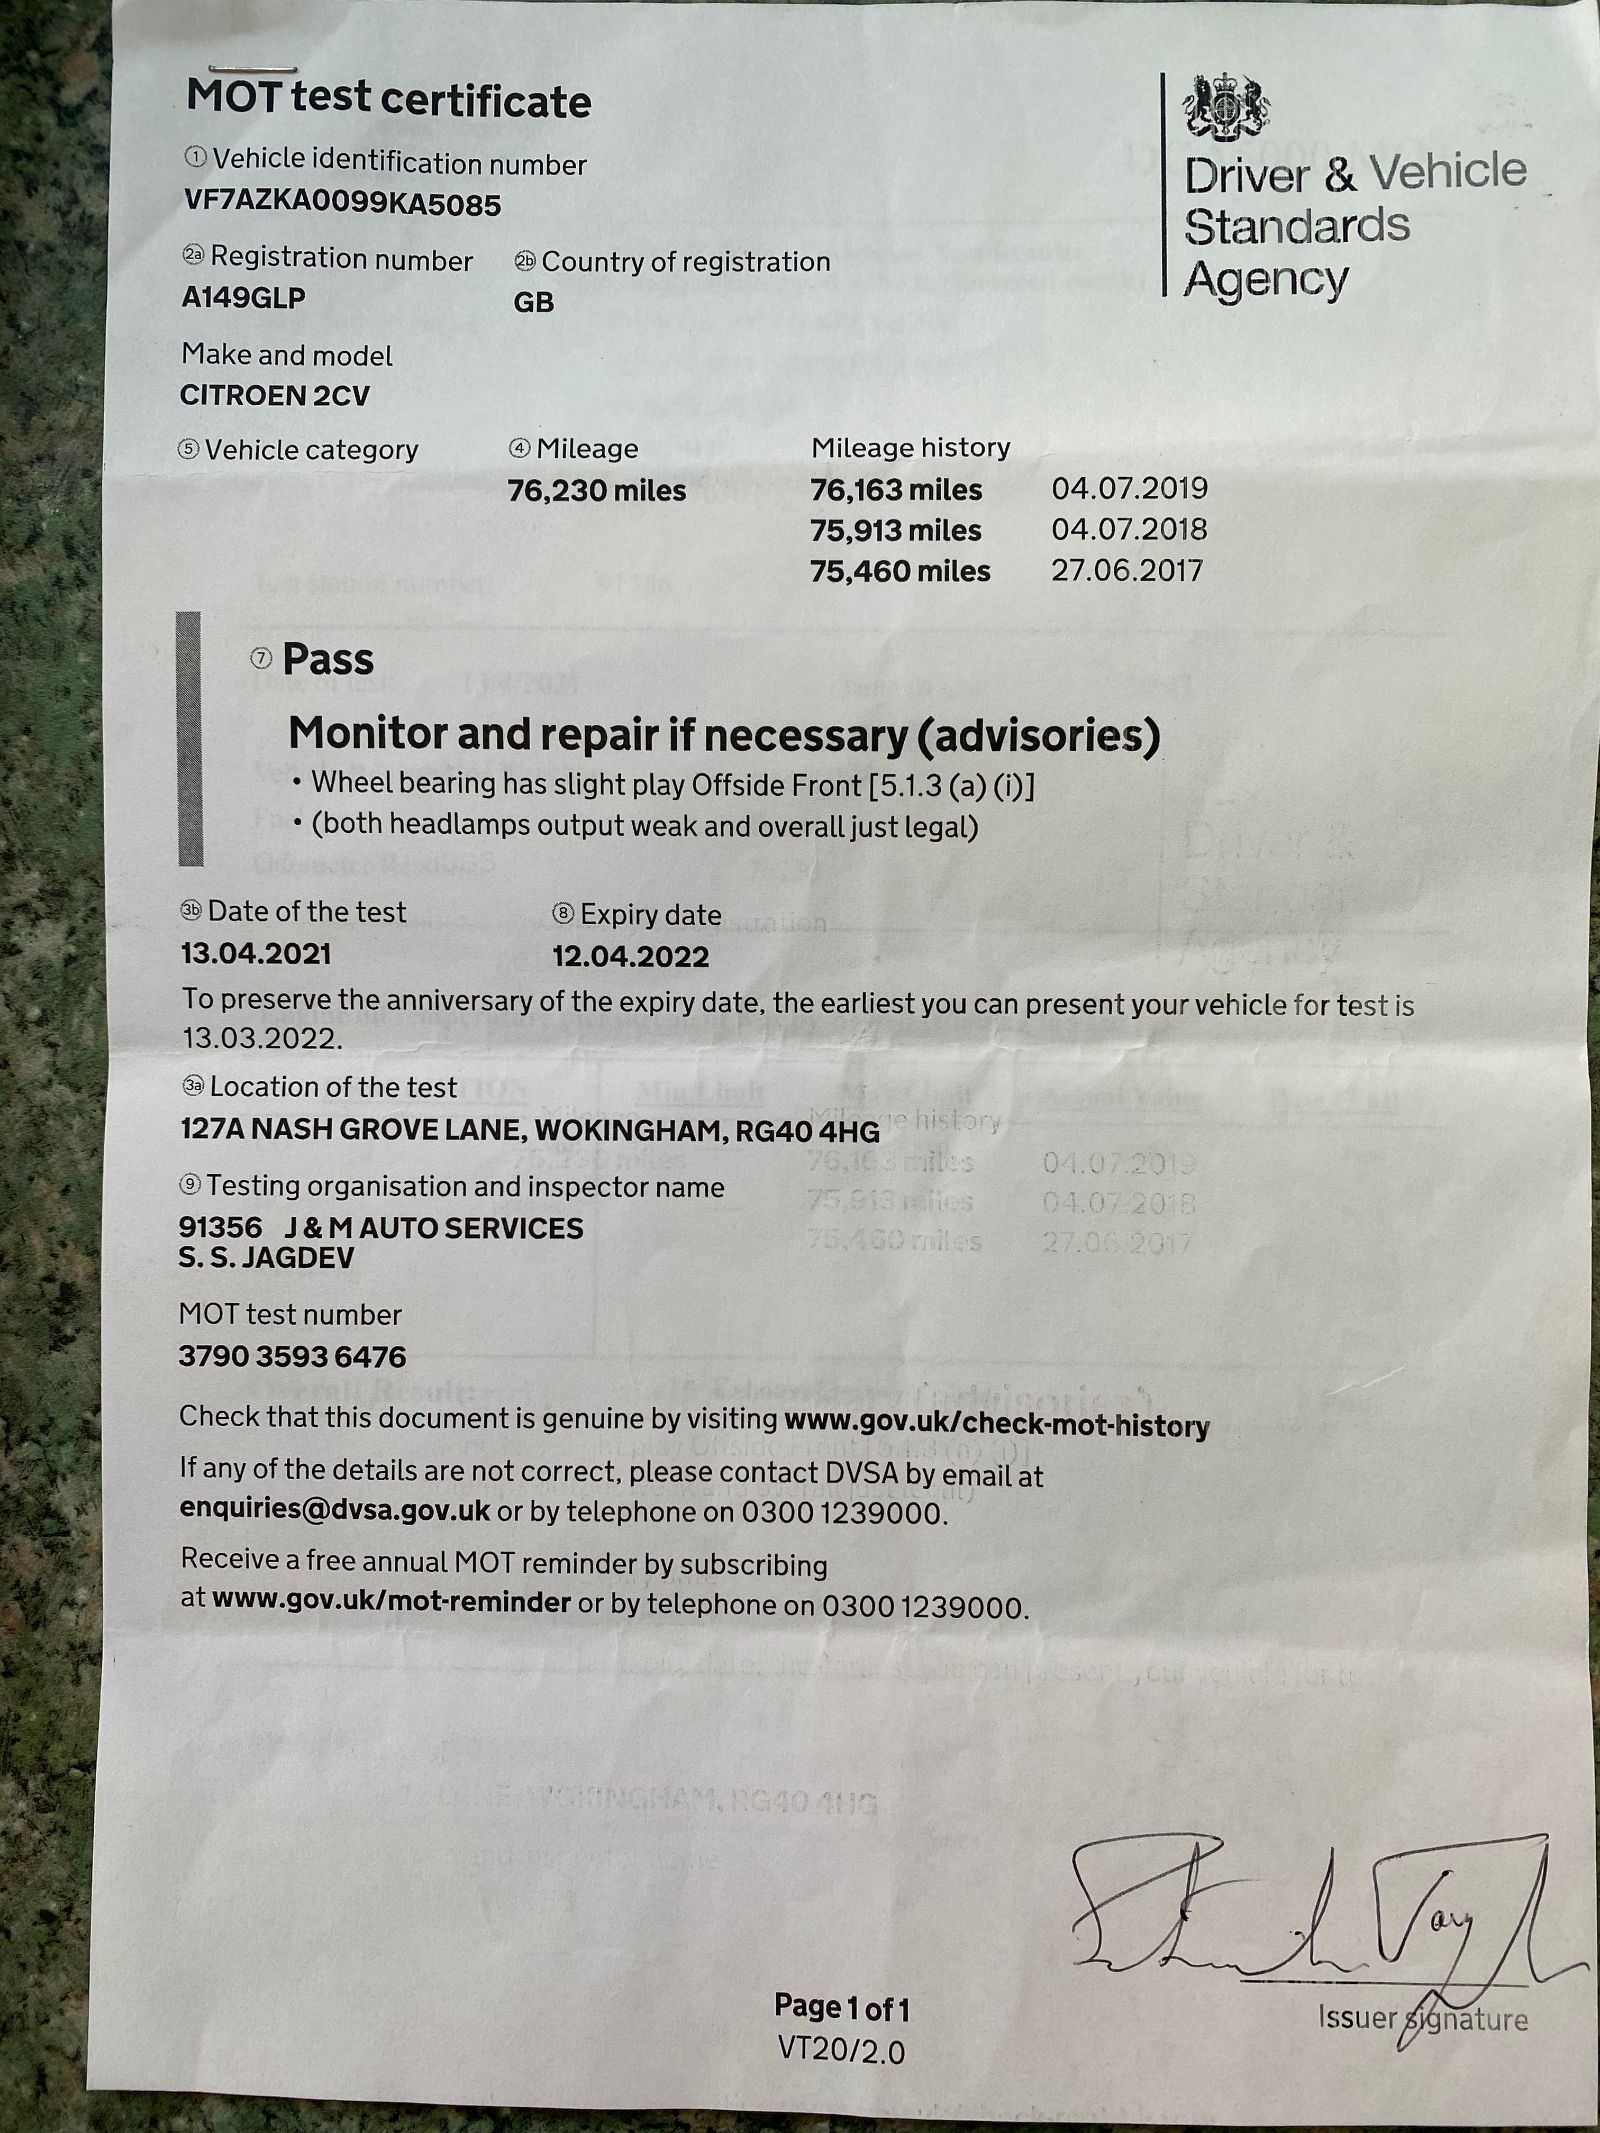 MOT test certificate
① Vehicle identification number
VF7AZKA0099KA5085
2a Registration number 2b Country of registration
A149GLP GB
Make and model
CITROEN 2CV
⑤ Vehicle category ④ Mileage Mileage history
76,230 miles 76,163 miles 04.07.2019
75,913 miles 04.07.2018
75,460 miles 27.06.2017
Driver & Vehicle
Standards
Agency
⑦ Pass
Monitor and repair if necessary (advisories)
• Wheel bearing has slight play Offside Front [5.1.3 (a) (i)]
• (both headlamps output weak and overall just legal)
3b Date of the test ⑧ Expiry date
13.04.2021 12.04.2022
To preserve the anniversary of the expiry date, the earliest you can present your vehicle for test is
13.03.2022.
3a Location of the test
127A NASH GROVE LANE, WOKINGHAM, RG40 4HG
⑨ Testing organisation and inspector name
91356 J & M AUTO SERVICES
S. S. JAGDEV
MOT test number
3790 3593 6476
Check that this document is genuine by visiting www.gov.uk/check-mot-history
If any of the details are not correct, please contact DVSA by email at
enquiries@dvsa.gov.uk or by telephone on 0300 1239000.
Receive a free annual MOT reminder by subscribing
at www.gov.uk/mot-reminder or by telephone on 0300 1239000.
Issuer signature
Page 1 of 1
VT20/2.0